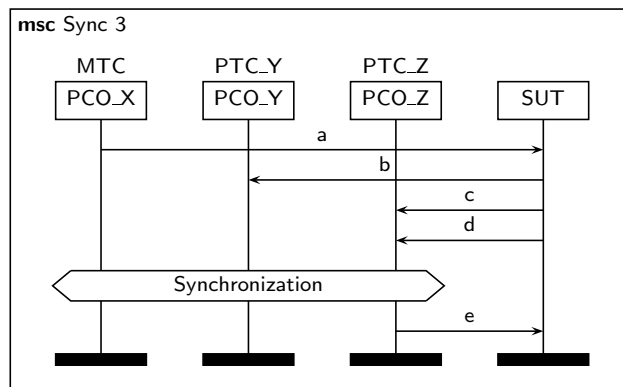 msc Sync 3
MTC PTC_Y PTC_Z
PCO_X PCO_Y PCO_Z SUT
a
b
c
d
Synchronization
e